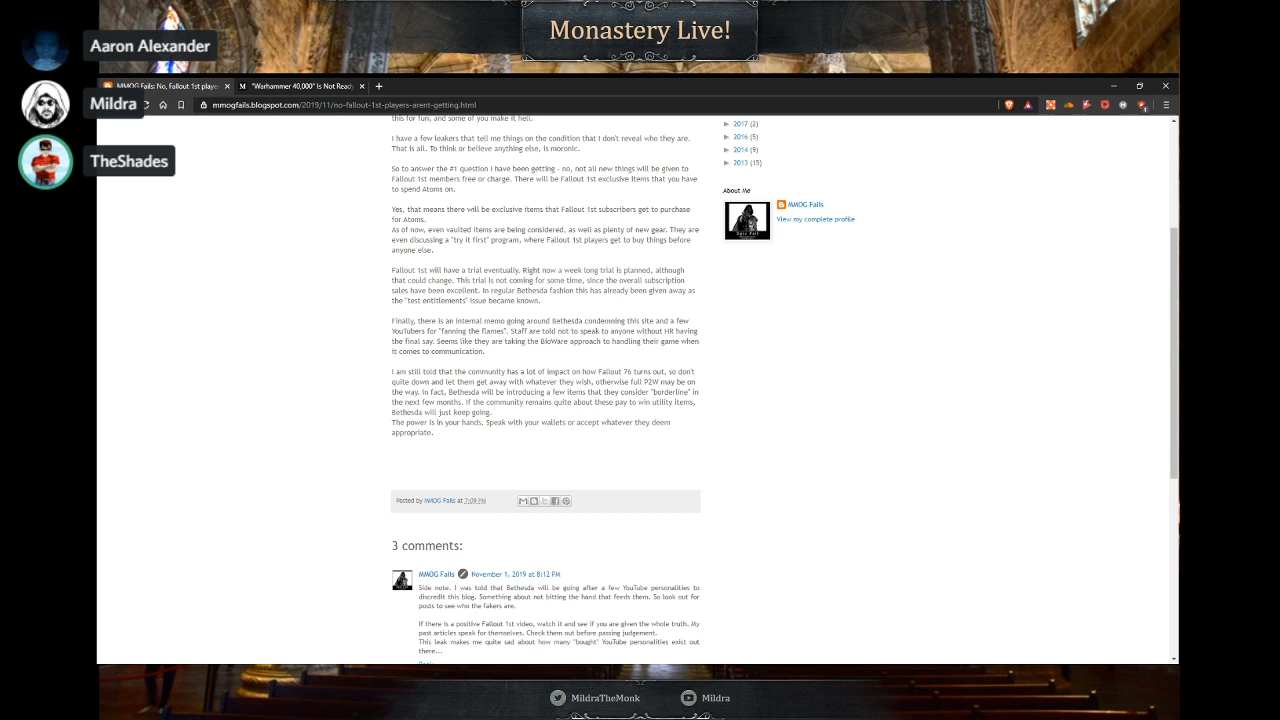 Monastery Live!
Aaron Alexander
Mildra
TheShades
MMOG Fails: No, Fallout 1st playe
"Warhammer 40,000" Is Not Read
mmogfails.blogspot.com/2019/11/no-fallout-1st-players-arent-getting.html
this for fun, and some of you make it hell.
I have a few leakers that tell me things on the condition that I don't reveal who they are.
That is all. To think or believe anything else, is moronic.
So to answer the #1 question I have been getting - no, not all new things will be given to
Fallout 1st members free or charge. There will be Fallout 1st exclusive items that you have
to spend Atoms on.
Yes, that means there will be exclusive items that Fallout 1st subscribers get to purchase
for Atoms.
As of now, even vaulted items are being considered, as well as plenty of new gear. They are
even discussing a "try it first" program, where Fallout 1st players get to buy things before
anyone else.
Fallout 1st will have a trial eventually. Right now a week long trial is planned, although
that could change. This trial is not coming for some time, since the overall subscription
sales have been excellent. In regular Bethesda fashion this has already been given away as
the "test entitlements" issue became known.
Finally, there is an internal memo going around Bethesda condemning this site and a few
YouTubers for "fanning the flames". Staff are told not to speak to anyone without HR having
the final say. Seems like they are taking the BioWare approach to handling their game when
it comes to communication.
I am still told that the community has a lot of impact on how Fallout 76 turns out, so don't
quite down and let them get away with whatever they wish, otherwise full P2W may be on
the way. In fact, Bethesda will be introducing a few items that they consider "borderline" in
the next few months. If the community remains quite about these pay to win utility items,
Bethesda will just keep going.
The power is in your hands. Speak with your wallets or accept whatever they deem
appropriate.
Posted by MMOG Fails at 7:09 PM
3 comments:
MMOG Fails November 1, 2019 at 8:12 PM
Side note. I was told that Bethesda will be going after a few YouTube personalities to
discredit this blog. Something about not bitting the hand that feeds them. So look out for
posts to see who the fakers are.
If there is a positive Fallout 1st video, watch it and see if you are given the whole truth. My
past articles speak for themselves. Check them out before passing judgement.
This leak makes me quite sad about how many "bought" YouTube personalities exist out
there...
► 2017 (2)
► 2016 (5)
► 2014 (9)
► 2013 (15)
About Me
MMOG Fails
View my complete profile
MildraTheMonk
Mildra